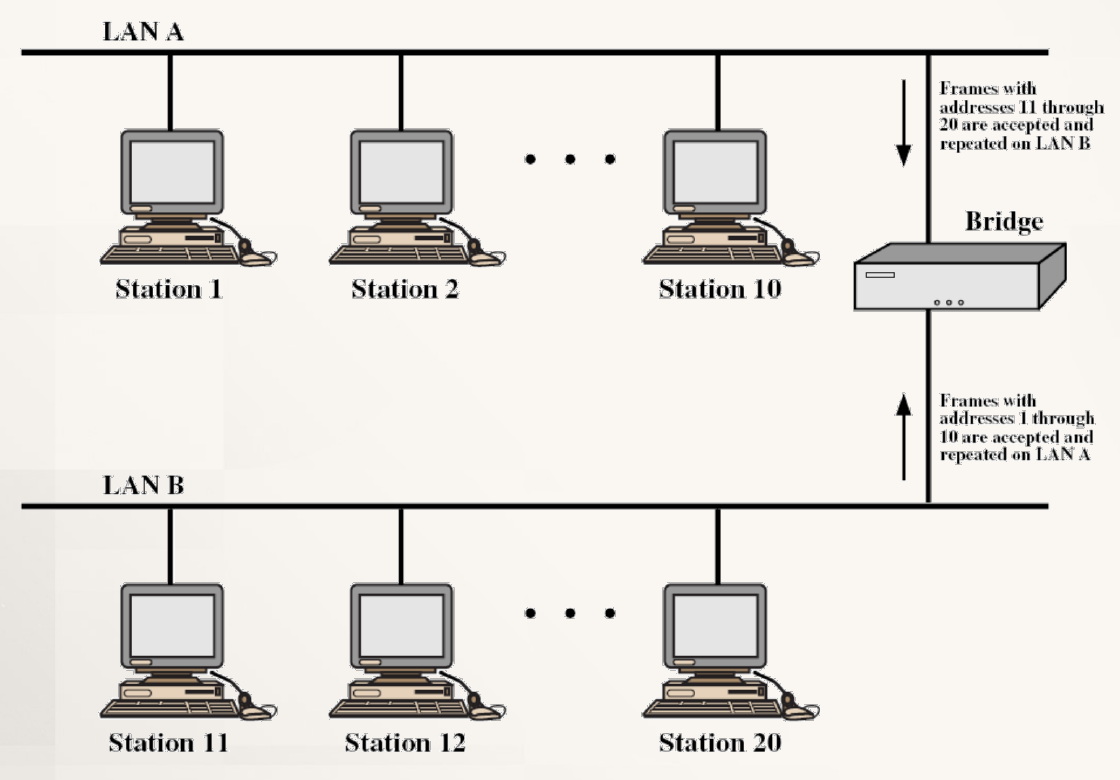 LAN A
Frames with
addresses 11 through
20 are accepted and
repeated on LAN B
Bridge
Station 1
Station 2
Station 10
Frames with
addresses 1 through
10 are accepted and
repeated on LAN A
LAN B
Station 11
Station 12
Station 20